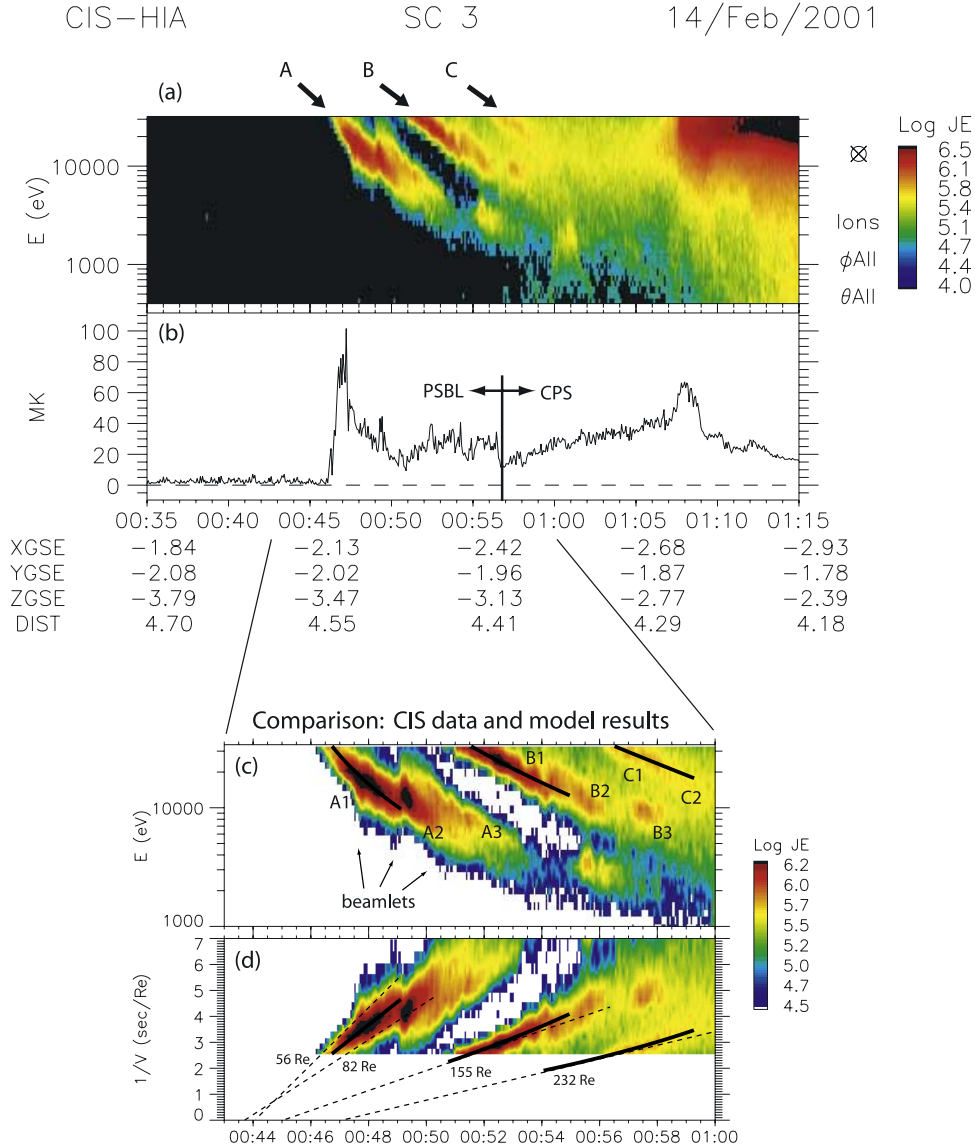 CIS-HIA SC 3 14/Feb/2001
A B C
(a)
Log JE
E (eV)
10000
1000
6.5
6.1
5.8
5.4
5.1
4.7
4.4
4.0
Ions
ϕAll
θAll
(b)
MK
100
80
60
40
20
0
PSBL CPS
00:35 00:40 00:45 00:50 00:55 01:00 01:05 01:10 01:15
XGSE -1.84 -2.13 -2.42 -2.68 -2.93
YGSE -2.08 -2.02 -1.96 -1.87 -1.78
ZGSE -3.79 -3.47 -3.13 -2.77 -2.39
DIST 4.70 4.55 4.41 4.29 4.18
Comparison: CIS data and model results
(c)
E (eV)
10000
1000
A1 A2 A3 B1 B2 B3 C1 C2
beamlets
Log JE
6.2
6.0
5.7
5.5
5.2
5.0
4.7
4.5
(d)
1/V (sec/Re)
7
6
5
4
3
2
1
0
56 Re 82 Re 155 Re 232 Re
00:44 00:46 00:48 00:50 00:52 00:54 00:56 00:58 01:00